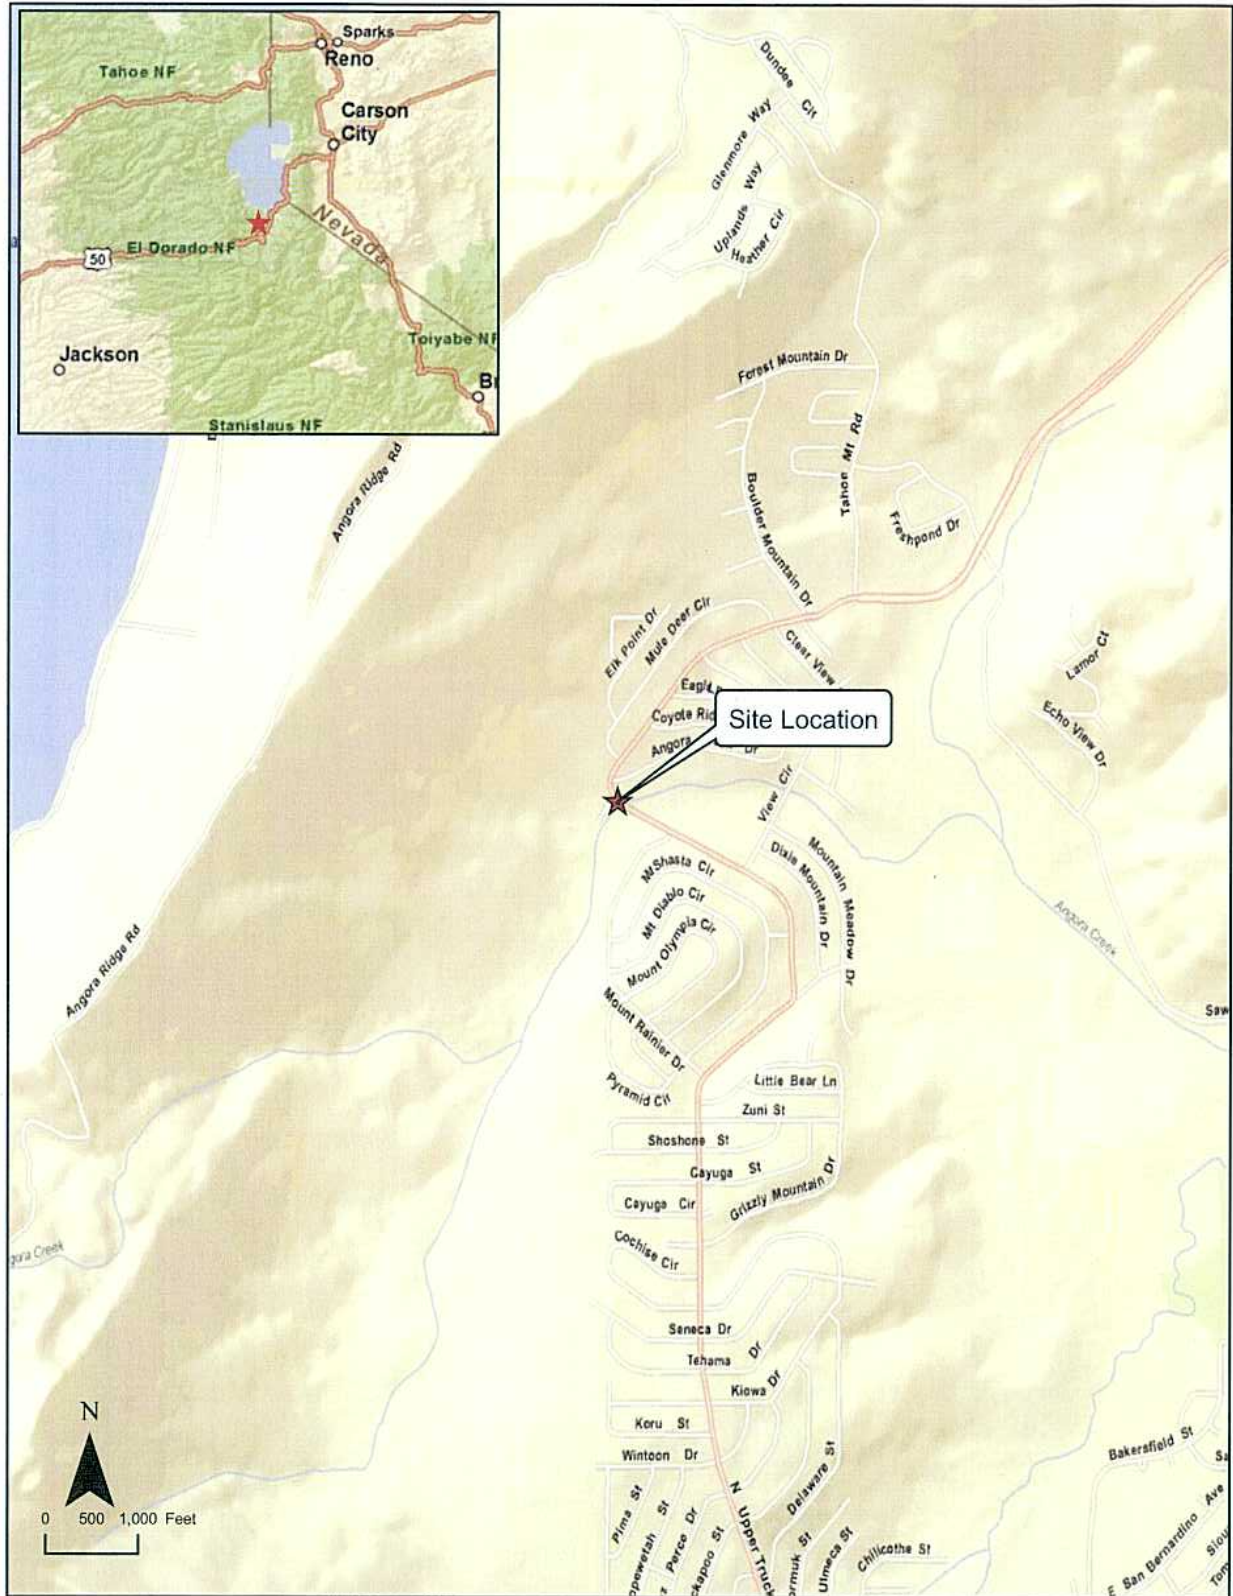 Sparks
Reno
Tahoe NF
Carson
City
Nevada
El Dorado NF
50
Toiyabe NF
Jackson
Stanislaus NF
Dundee Cir
Glenmore Way
Uplands Way
Heather Cir
Forest Mountain Dr
Tahoe Mt Rd
Boulder Mountain Dr
Freshpond Dr
Angora Ridge Rd
Elk Point Dr
Mule Deer Cir
Clear View
Lamor Ct
Echo View Dr
Site Location
Angora
Dr
View Cir
Mt Shasta Cir
Dixie Mountain Dr
Mountain Meadow Dr
Mt Diablo Cir
Mount Olympia Cir
Angora Creek
Angora Ridge Rd
Mount Rainier Dr
Pyramid Cir
Little Bear Ln
Zuni St
Shoshone St
Cayuga St
Cayuga Cir
Grizzly Mountain Dr
Cochise Cir
Creek
Seneca Dr
Tehama Dr
Kiowa Dr
Koru St
Wintoon Dr
N Upper Truck
Delaware St
Pima St
Ulmeca St
Chilicothe St
Bakersfield St
E San Bernardino Ave
N
0 500 1,000 Feet